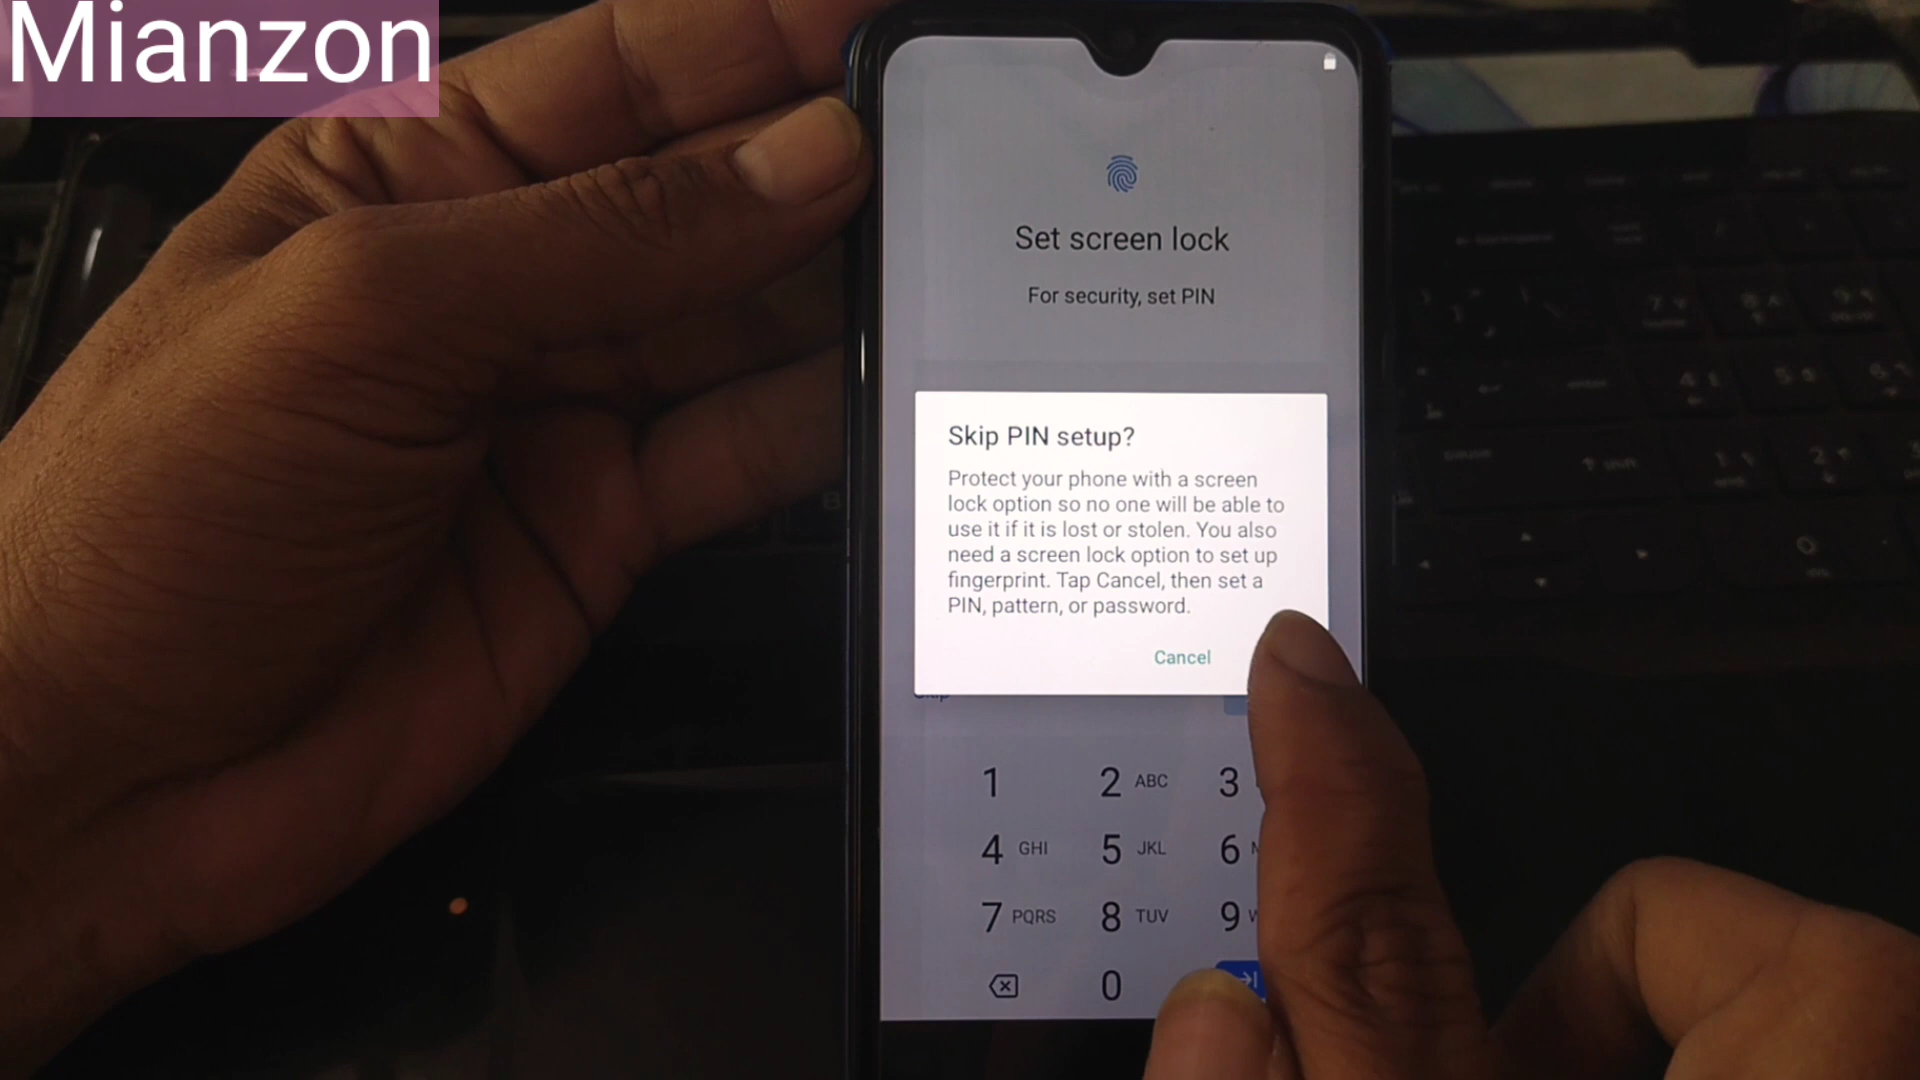 Mianzon
Set screen lock
For security, set PIN
Skip PIN setup?
Protect your phone with a screen
lock option so no one will be able to
use it if it is lost or stolen. You also
need a screen lock option to set up
fingerprint. Tap Cancel, then set a
PIN, pattern, or password.
Cancel
1 2 ABC 3
4 GHI 5 JKL 6
7 PQRS 8 TUV 9
0